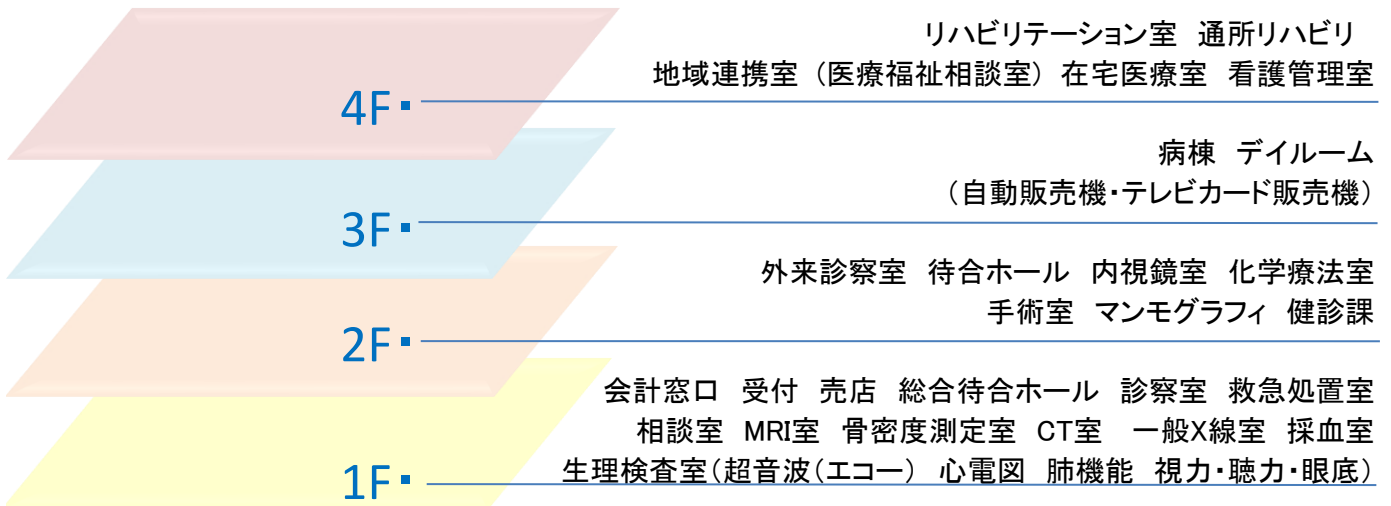 リハビリテーション室 通所リハビリ
地域連携室 (医療福祉相談室) 在宅医療室 看護管理室
4F
病棟 デイルーム
(自動販売機・テレビカード販売機)
3F
外来診察室 待合ホール 内視鏡室 化学療法室
手術室 マンモグラフィ 健診課
2F
会計窓口 受付 売店 総合待合ホール 診察室 救急処置室
相談室 MRI室 骨密度測定室 CT室 一般X線室 採血室
生理検査室(超音波(エコー) 心電図 肺機能 視力・聴力・眼底)
1F